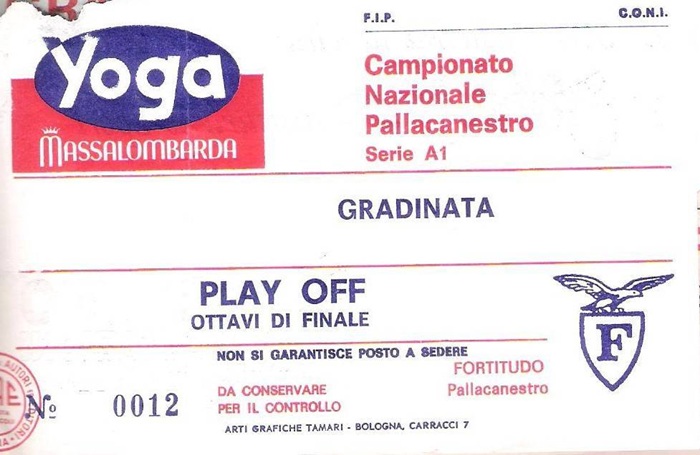 F.I.P. C.O.N.I.
Yoga
MASSALOMBARDA
Campionato
Nazionale
Pallacanestro
Serie A1
GRADINATA
PLAY OFF
OTTAVI DI FINALE
F
NON SI GARANTISCE POSTO A SEDERE
FORTITUDO
Pallacanestro
No 0012
DA CONSERVARE
PER IL CONTROLLO
ARTI GRAFICHE TAMARI - BOLOGNA, CARRACCI 7